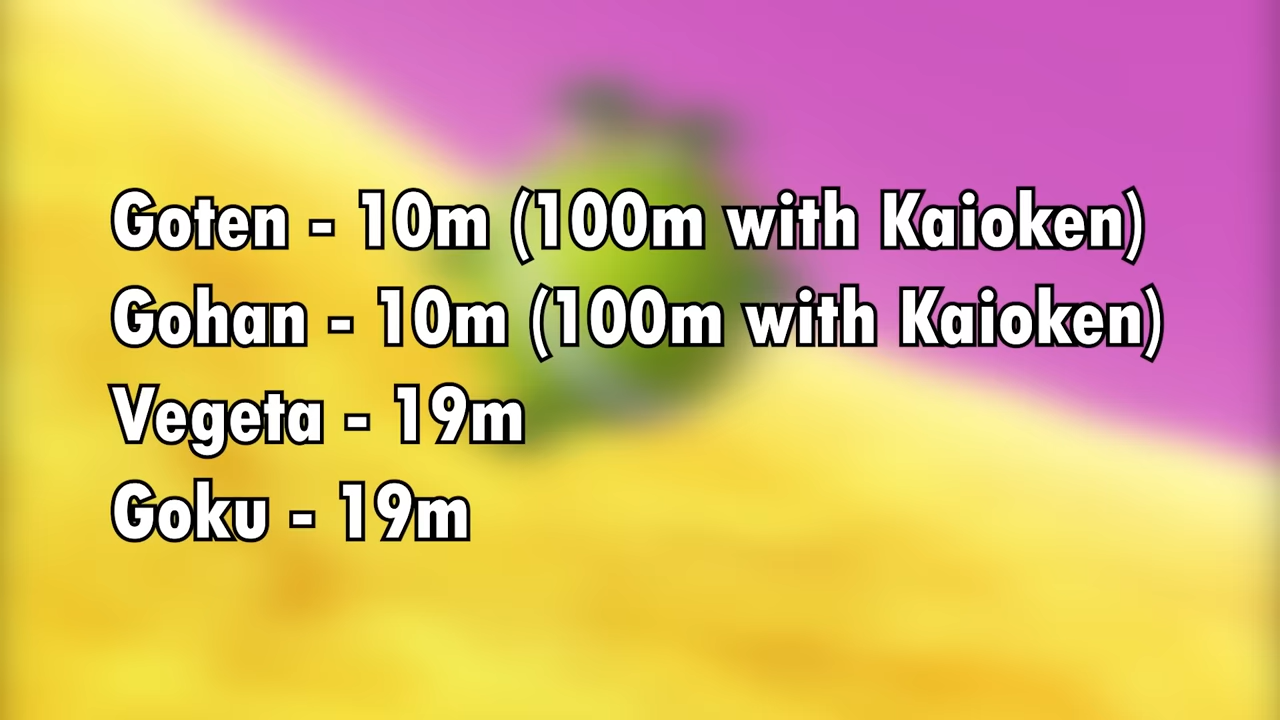 Goten - 10m (100m with Kaioken)
Gohan - 10m (100m with Kaioken)
Vegeta - 19m
Goku - 19m